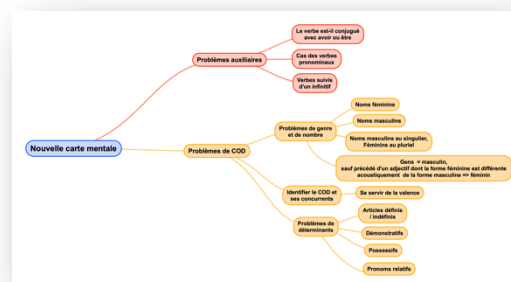 Le verbe est-il conjugué
avec avoir ou être
Problèmes auxiliaires
Cas des verbes
pronominaux
Verbes suivis
d'un infinitif
Nouvelle carte mentale
Problèmes de COD
Problèmes de genre
et de nombre
Noms féminins
Noms masculins
Noms masculins au singulier,
Féminins au pluriel
Gens = masculin,
sauf précédé d'un adjectif dont la forme féminine est différente
acoustiquement de la forme masculine => féminin
Identifier le COD et
ses concurrents
Se servir de la valence
Problèmes de
déterminants
Articles définis
/ indéfinis
Démonstratifs
Possessifs
Pronoms relatifs